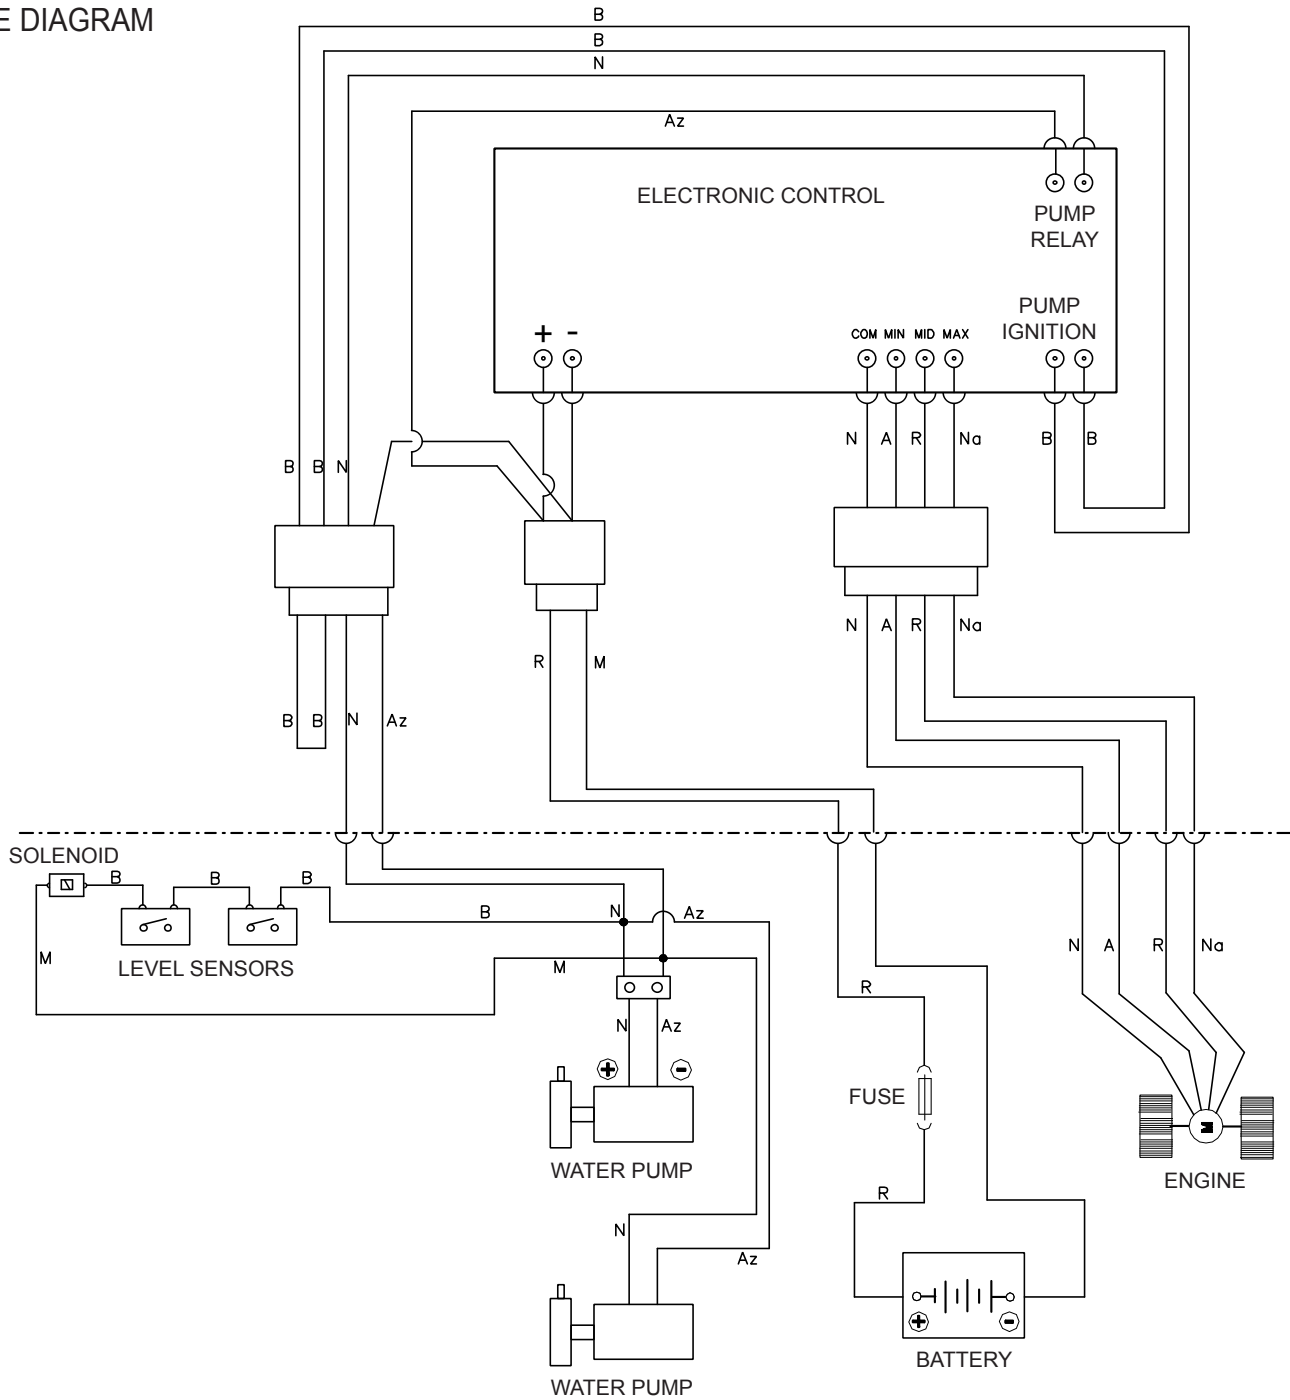 E DIAGRAM
B
B
N
Az
ELECTRONIC CONTROL
PUMP
RELAY
PUMP
IGNITION
+ -
COM MIN MID MAX
N A R Na B B
B B N
N A R Na
R M
B B N Az
SOLENOID
B B B
B N Az
M
LEVEL SENSORS
M
N A R Na
R
N Az
+ -
FUSE
WATER PUMP
M
ENGINE
R
N
Az
+ -
BATTERY
WATER PUMP